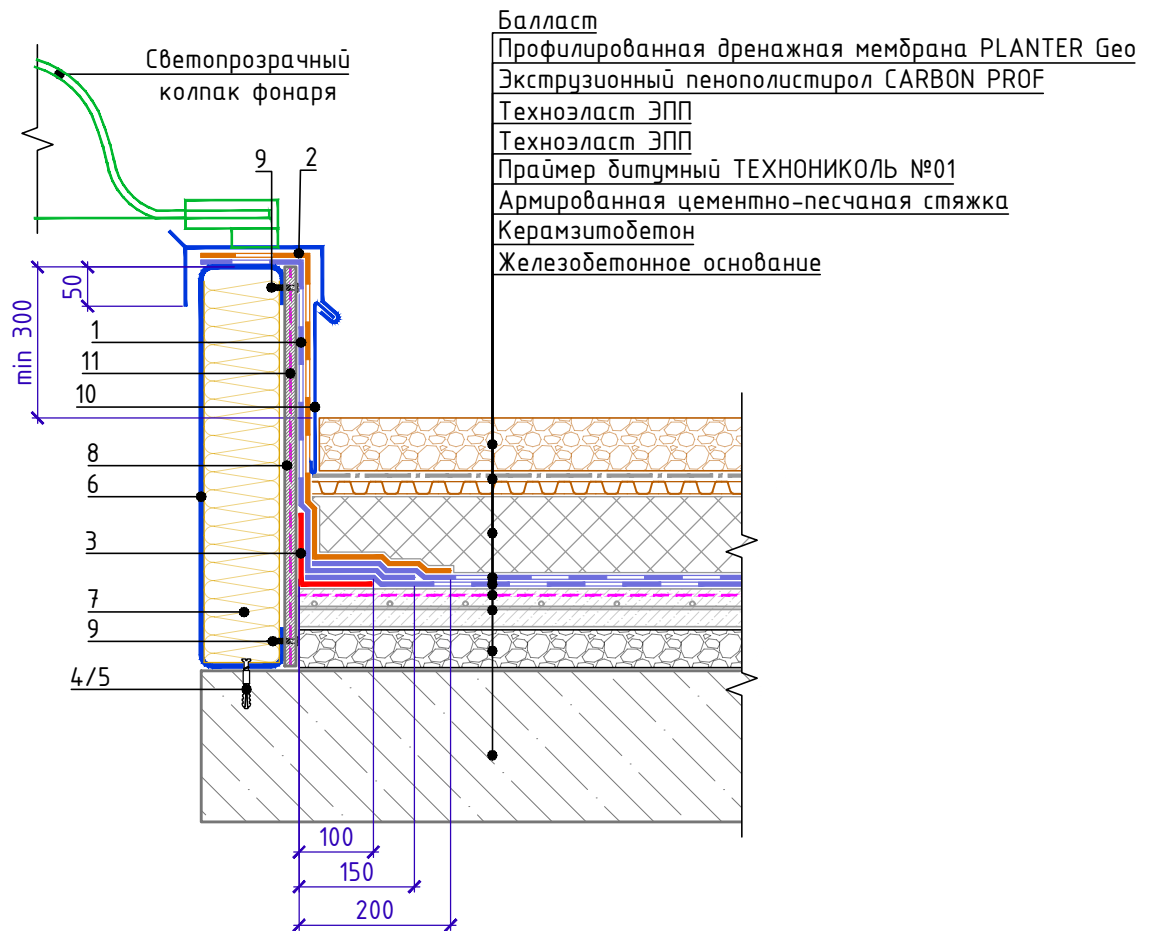 Балласт
Профилированная дренажная мембрана PLANTER Geo
Экструзионный пенополистирол CARBON PROF
Техноэласт ЭПП
Техноэласт ЭПП
Праймер битумный ТЕХНОНИКОЛЬ №01
Армированная цементно-песчаная стяжка
Керамзитобетон
Железобетонное основание
Светопрозрачный
колпак фонаря
9
2
50
min 300
1
11
10
8
6
3
7
9
4/5
100
150
200